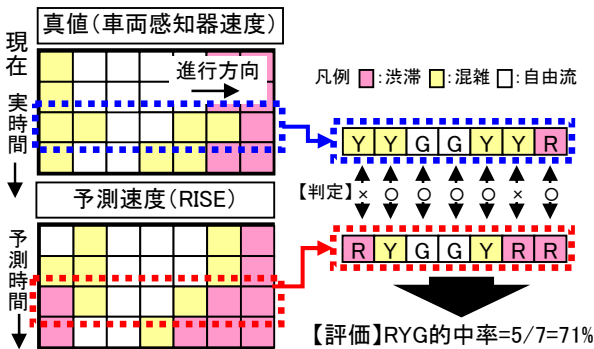 真値(車両感知器速度)
現在
実時間
進行方向
凡例 :渋滞 :混雑 :自由流
Y Y G G Y Y R
【判定】× ○ ○ ○ ○ × ○
予測速度(RISE)
予測時間
R Y G G Y R R
【評価】RYG的中率=5/7=71%